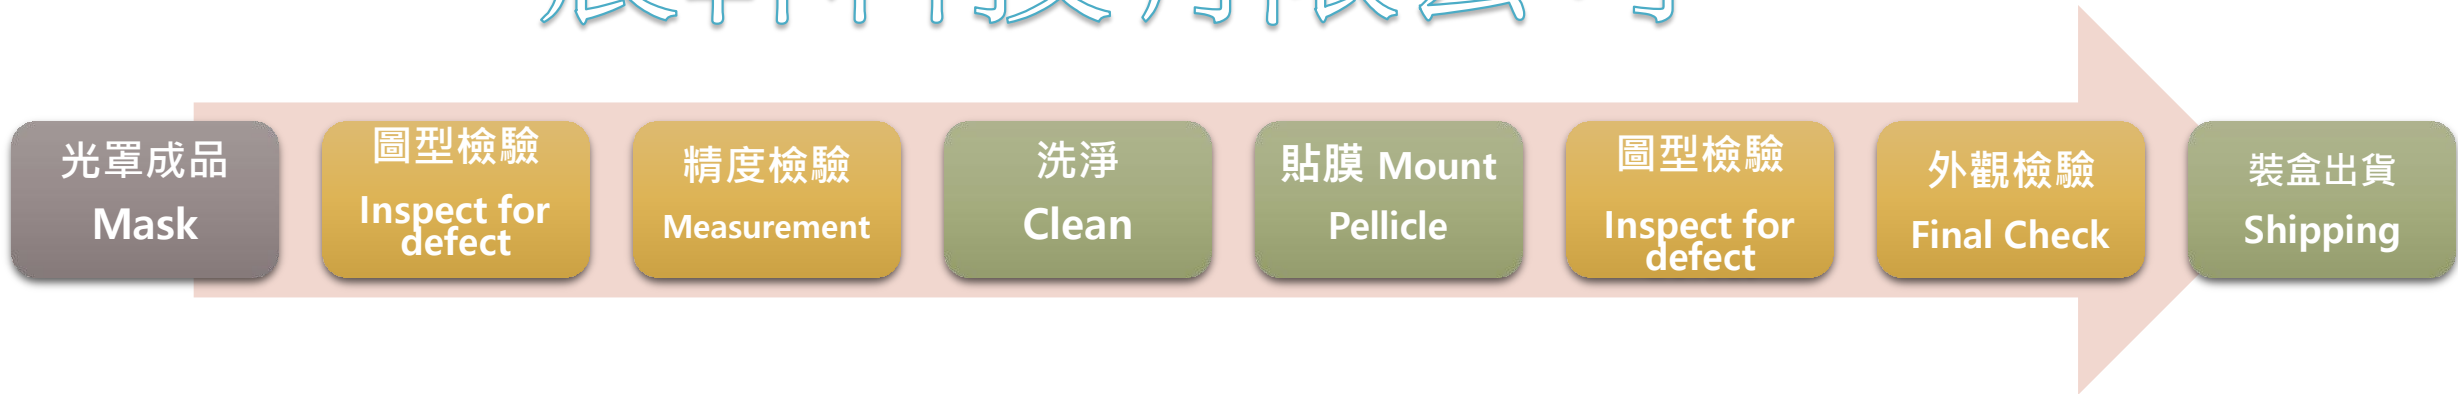 光罩成品
Mask
圖型檢驗
Inspect for
defect
精度檢驗
Measurement
洗淨
Clean
貼膜 Mount
Pellicle
圖型檢驗
Inspect for
defect
外觀檢驗
Final Check
裝盒出貨
Shipping